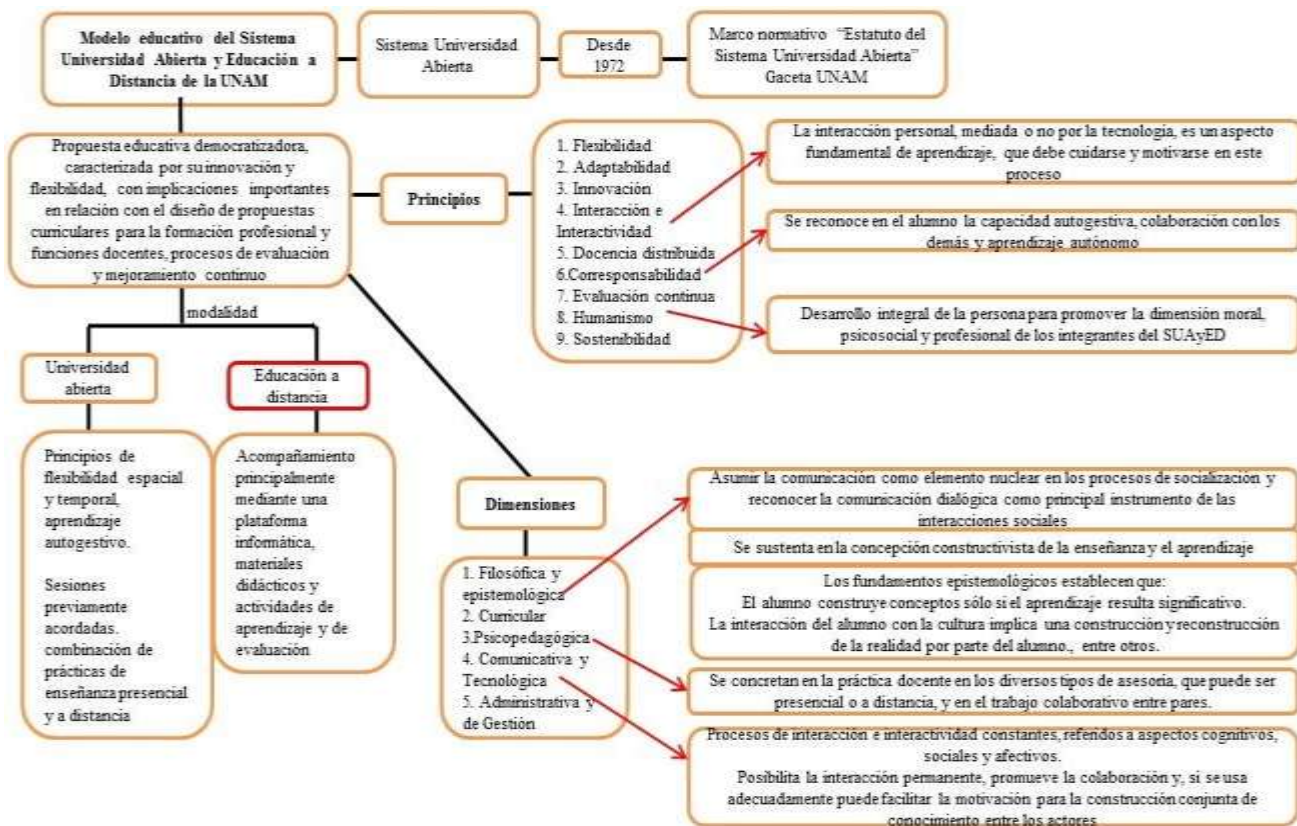 Modelo educativo del Sistema
Universidad Abierta y Educación a
Distancia de la UNAM
Sistema Universidad
Abierta
Desde
1972
Marco normativo “Estatuto del
Sistema Universidad Abierta”
Gaceta UNAM
Propuesta educativa democratizadora,
caracterizada por su innovación y
flexibilidad, con implicaciones importantes
en relación con el diseño de propuestas
curriculares para la formación profesional y
funciones docentes, procesos de evaluación
y mejoramiento continuo
Principios
1. Flexibilidad
2. Adaptabilidad
3. Innovación
4. Interacción e
Interactividad
5. Docencia distribuida
6.Corresponsabilidad
7. Evaluación continua
8. Humanismo
9. Sostenibilidad
La interacción personal, mediada o no por la tecnología, es un aspecto
fundamental de aprendizaje, que debe cuidarse y motivarse en este
proceso
Se reconoce en el alumno la capacidad autogestiva, colaboración con los
demás y aprendizaje autónomo
Desarrollo integral de la persona para promover la dimensión moral,
psicosocial y profesional de los integrantes del SUAyED
modalidad
Universidad
abierta
Educación a
distancia
Principios de
flexibilidad espacial
y temporal,
aprendizaje
autogestivo.
Sesiones
previamente
acordadas.
combinación de
prácticas de
enseñanza presencial
y a distancia
Acompañamiento
principalmente
mediante una
plataforma
informática,
materiales
didácticos y
actividades de
aprendizaje y de
evaluación
Dimensiones
1. Filosófica y
epistemológica
2. Curricular
3.Psicopedagógica
4. Comunicativa y
Tecnológica
5. Administrativa y
de Gestión
Asumir la comunicación como elemento nuclear en los procesos de socialización y
reconocer la comunicación dialógica como principal instrumento de las
interacciones sociales
Se sustenta en la concepción constructivista de la enseñanza y el aprendizaje
Los fundamentos epistemológicos establecen que:
El alumno construye conceptos sólo si el aprendizaje resulta significativo.
La interacción del alumno con la cultura implica una construcción y reconstrucción
de la realidad por parte del alumno., entre otros.
Se concretan en la práctica docente en los diversos tipos de asesoría, que puede ser
presencial o a distancia, y en el trabajo colaborativo entre pares.
Procesos de interacción e interactividad constantes, referidos a aspectos cognitivos,
sociales y afectivos.
Posibilita la interacción permanente, promueve la colaboración y, si se usa
adecuadamente puede facilitar la motivación para la construcción conjunta de
conocimiento entre los actores